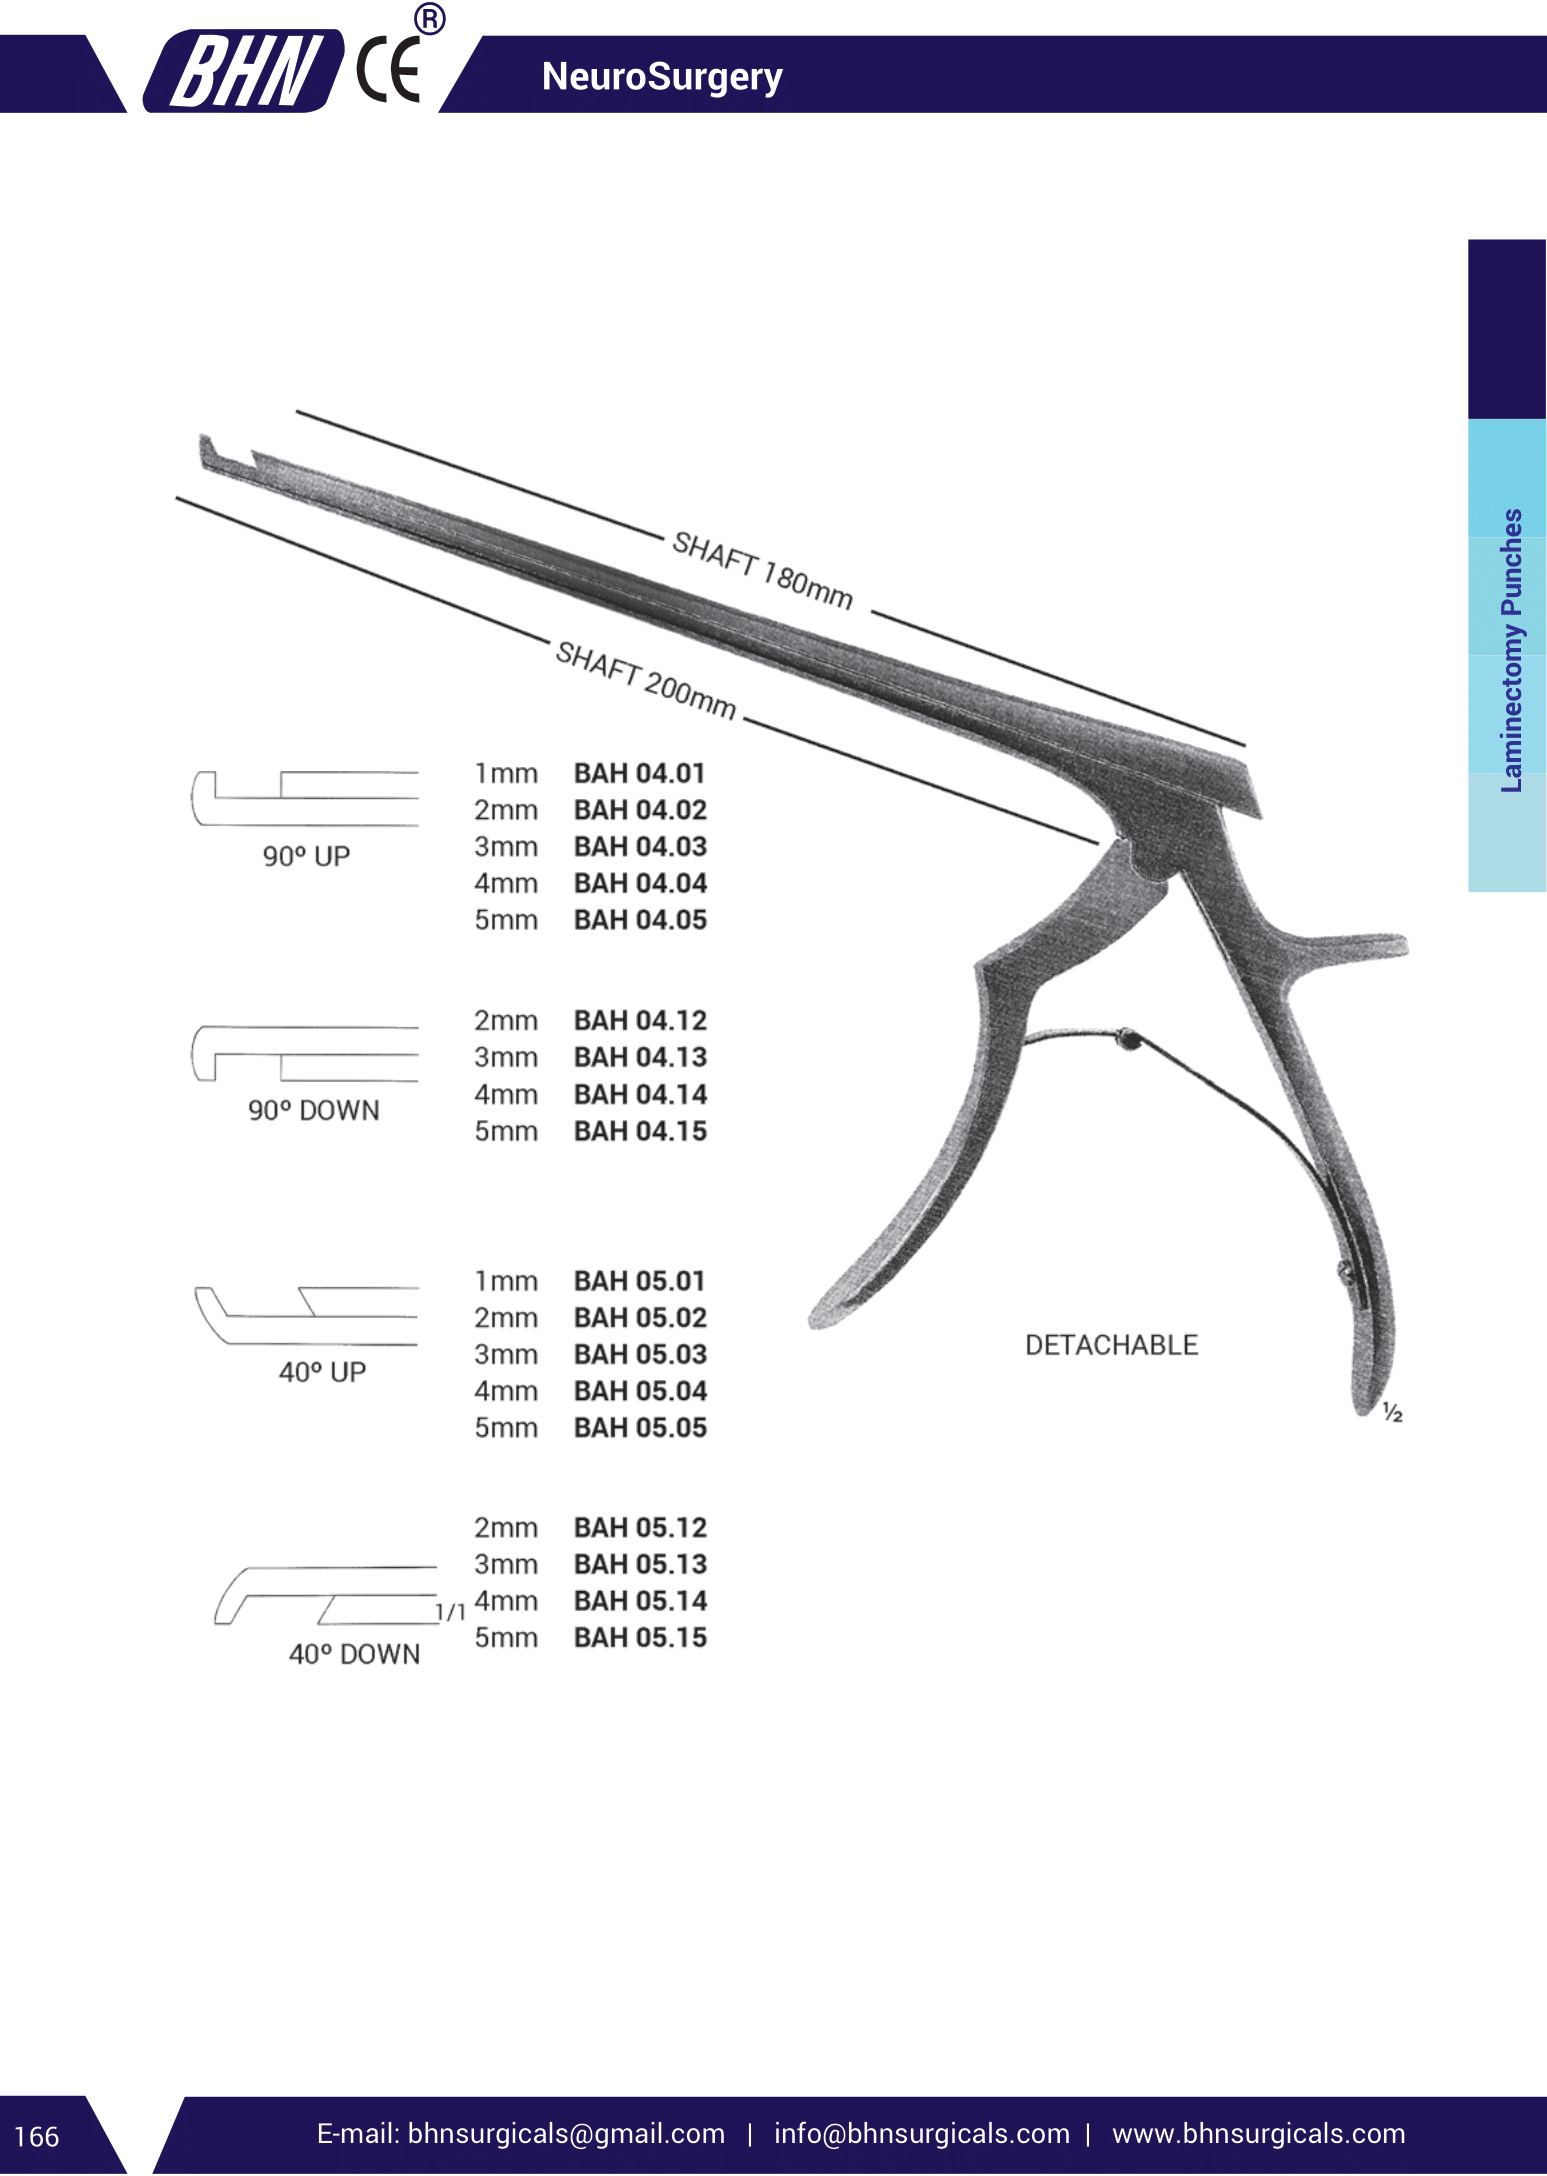 BHN CE ®
NeuroSurgery
Laminectomy Punches
SHAFT 180mm
SHAFT 200mm
90º UP
1mm BAH 04.01
2mm BAH 04.02
3mm BAH 04.03
4mm BAH 04.04
5mm BAH 04.05
90º DOWN
2mm BAH 04.12
3mm BAH 04.13
4mm BAH 04.14
5mm BAH 04.15
40º UP
1mm BAH 05.01
2mm BAH 05.02
3mm BAH 05.03
4mm BAH 05.04
5mm BAH 05.05
DETACHABLE
½
2mm BAH 05.12
3mm BAH 05.13
1/1 4mm BAH 05.14
5mm BAH 05.15
40º DOWN
166
E-mail: bhnsurgicals@gmail.com | info@bhnsurgicals.com | www.bhnsurgicals.com